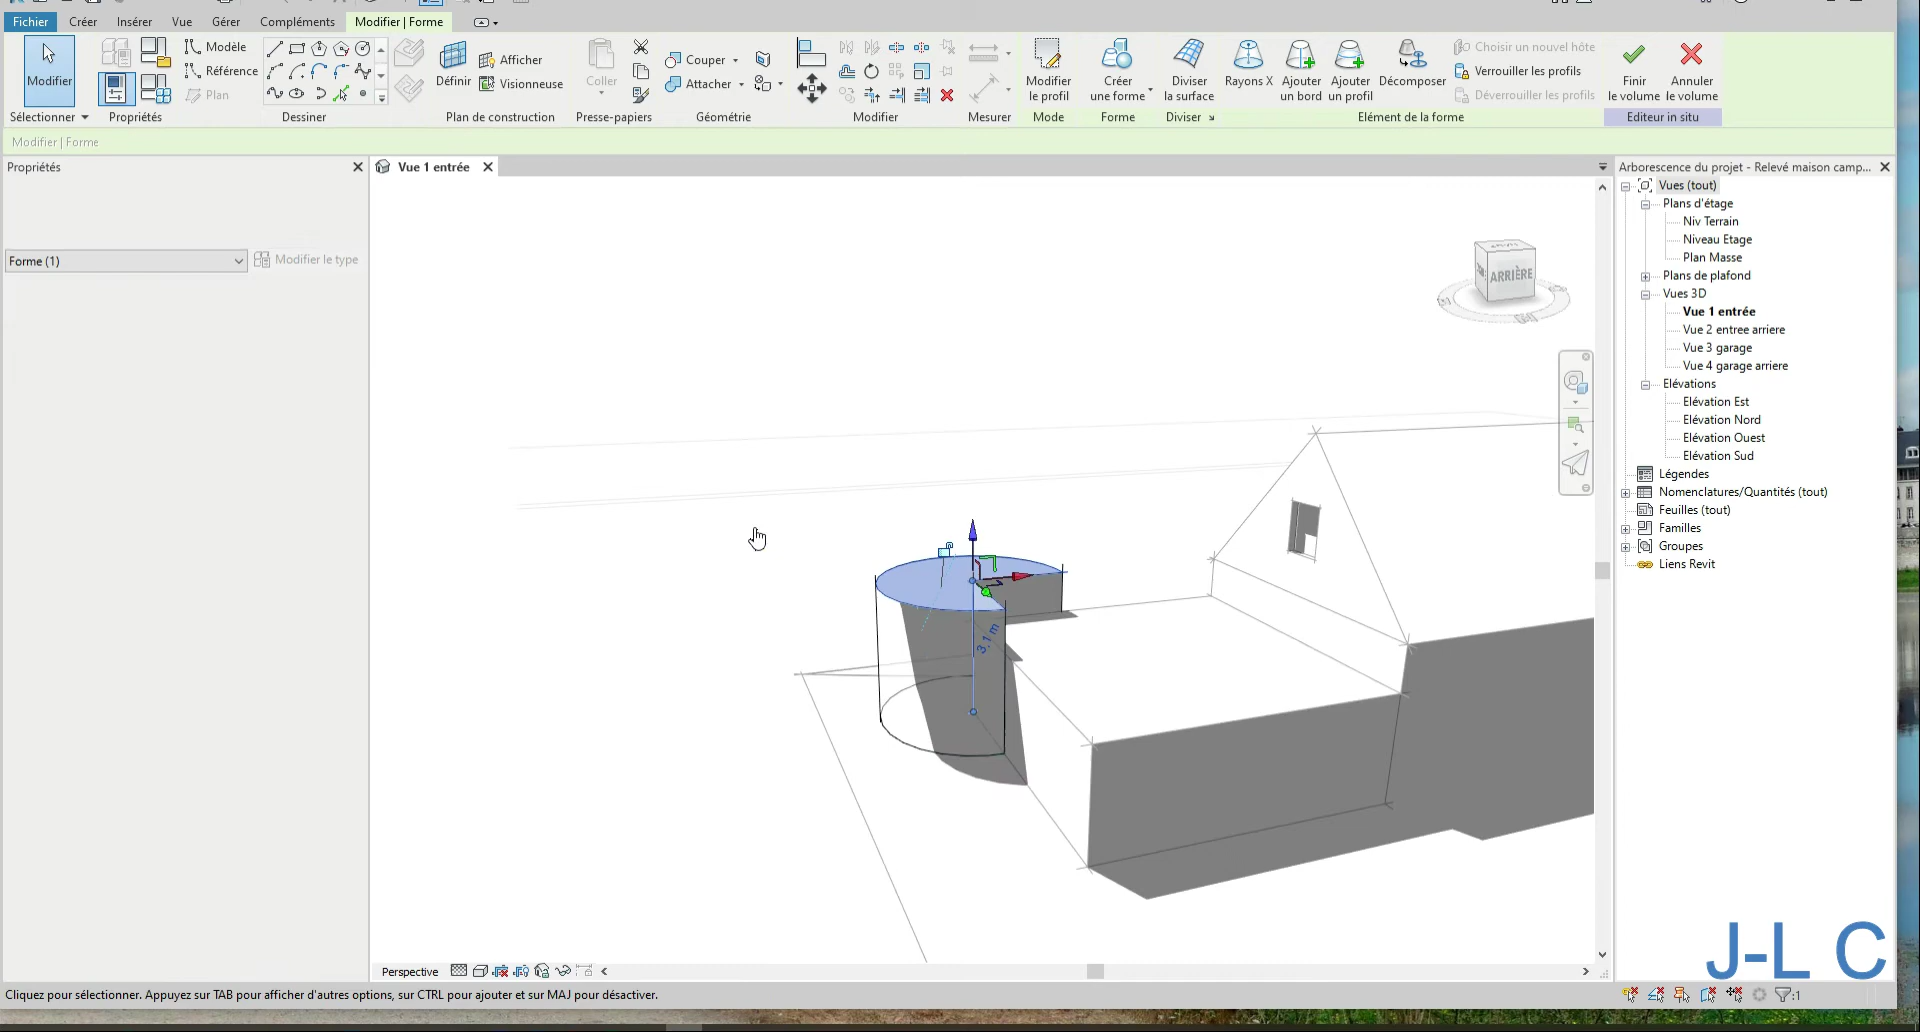 Fichier Créer Insérer Vue Gérer Compléments Modifier | Forme
Modifier
Sélectionner
Modèle
Référence
Plan
Propriétés
Dessiner
Définir
Afficher
Visionneuse
Plan de construction
Coller
Presse-papiers
Couper
Attacher
Géométrie
Modifier
Mesurer
Modifier
le profil
Mode
Créer
une forme
Forme
Diviser
la surface
Diviser
Rayons X
Ajouter
un bord
Ajouter
un profil
Décomposer
Choisir un nouvel hôte
Verrouiller les profils
Déverrouiller les profils
Elément de la forme
Finir
le volume
Annuler
le volume
Editeur in situ
Modifier | Forme
Propriétés
Forme (1)
Modifier le type
Vue 1 entrée
ARRIÈRE
3.1 m
Arborescence du projet - Relevé maison camp...
Vues (tout)
Plans d'étage
Niv Terrain
Niveau Etage
Plan Masse
Plans de plafond
Vues 3D
Vue 1 entrée
Vue 2 entree arriere
Vue 3 garage
Vue 4 garage arriere
Elévations
Elévation Est
Elévation Nord
Elévation Ouest
Elévation Sud
Légendes
Nomenclatures/Quantités (tout)
Feuilles (tout)
Familles
Groupes
Liens Revit
J-L C
Perspective
Cliquez pour sélectionner. Appuyez sur TAB pour afficher d'autres options, sur CTRL pour ajouter et sur MAJ pour désactiver.
:1